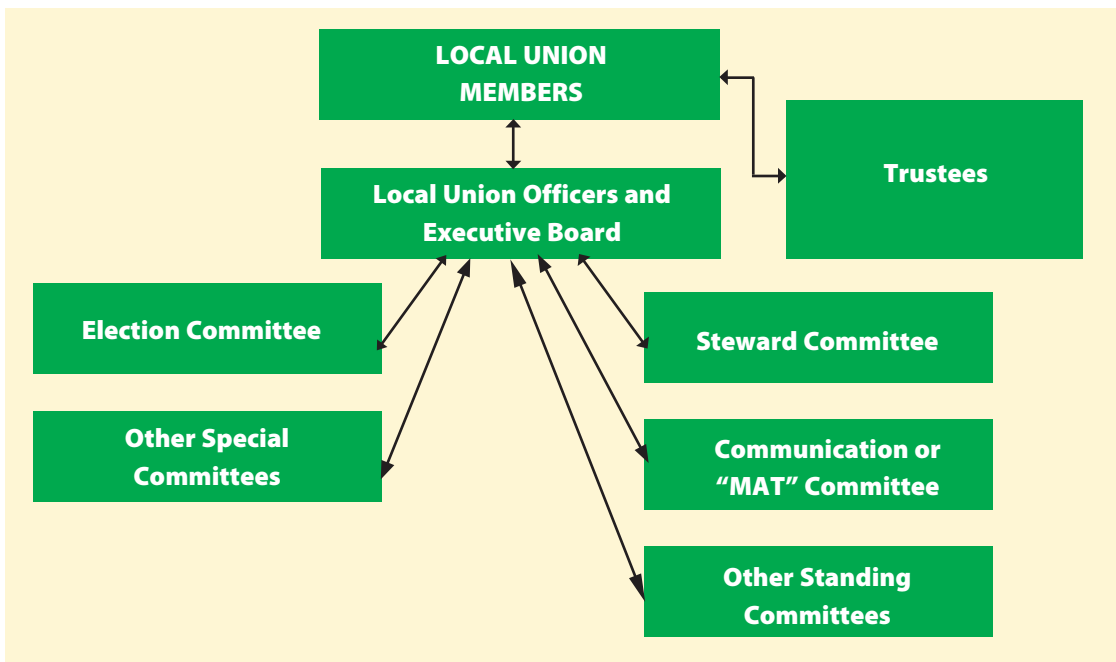 LOCAL UNION
MEMBERS
Trustees
Local Union Officers and
Executive Board
Election Committee
Steward Committee
Other Special
Committees
Communication or
“MAT” Committee
Other Standing
Committees